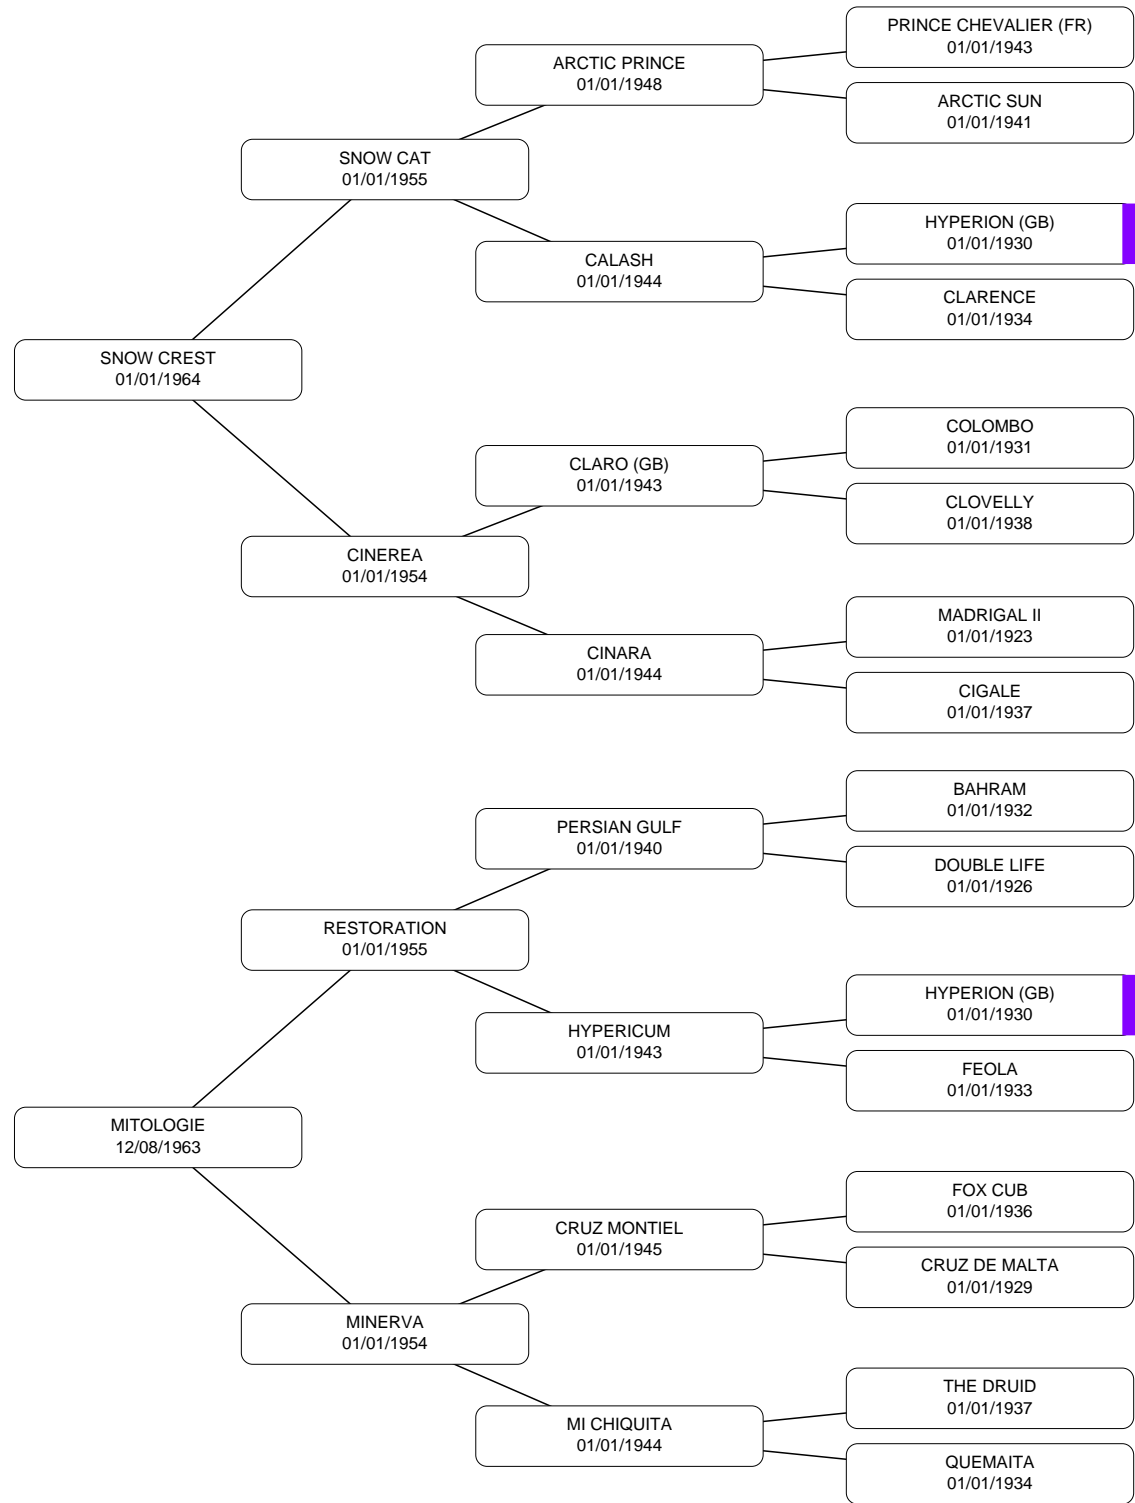 PRINCE CHEVALIER (FR)
01/01/1943
ARCTIC PRINCE
01/01/1948
ARCTIC SUN
01/01/1941
SNOW CAT
01/01/1955
HYPERION (GB)
01/01/1930
CALASH
01/01/1944
CLARENCE
01/01/1934
SNOW CREST
01/01/1964
COLOMBO
01/01/1931
CLARO (GB)
01/01/1943
CLOVELLY
01/01/1938
CINEREA
01/01/1954
MADRIGAL II
01/01/1923
CINARA
01/01/1944
CIGALE
01/01/1937
BAHRAM
01/01/1932
PERSIAN GULF
01/01/1940
DOUBLE LIFE
01/01/1926
RESTORATION
01/01/1955
HYPERION (GB)
01/01/1930
HYPERICUM
01/01/1943
FEOLA
01/01/1933
MITOLOGIE
12/08/1963
FOX CUB
01/01/1936
CRUZ MONTIEL
01/01/1945
CRUZ DE MALTA
01/01/1929
MINERVA
01/01/1954
THE DRUID
01/01/1937
MI CHIQUITA
01/01/1944
QUEMAITA
01/01/1934